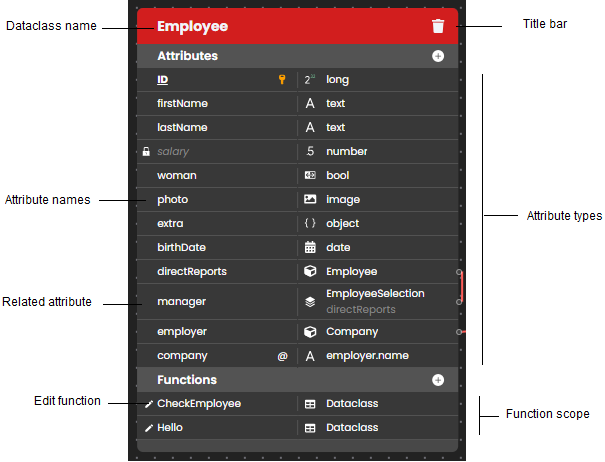 Dataclass name
Employee
Title bar
Attributes
ID
long
firstName
text
lastName
text
salary
.5 number
woman
bool
Attribute names
photo
image
Attribute types
extra
{ } object
birthDate
date
directReports
Employee
Related attribute
manager
EmployeeSelection
directReports
employer
Company
company
@
A employer.name
Functions
Edit function
CheckEmployee
Dataclass
Function scope
Hello
Dataclass